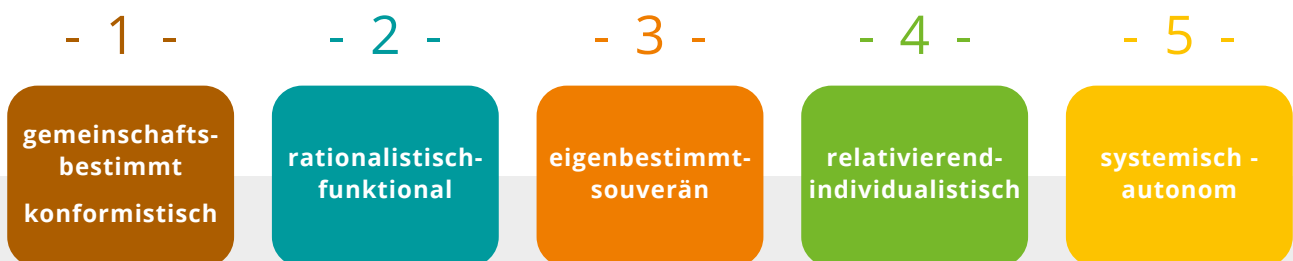 - 1 -
- 2 -
- 3 -
- 4 -
- 5 -
gemeinschafts-
bestimmt
konformistisch
rationalistisch-
funktional
eigenbestimmt-
souverän
relativierend-
individualistisch
systemisch -
autonom